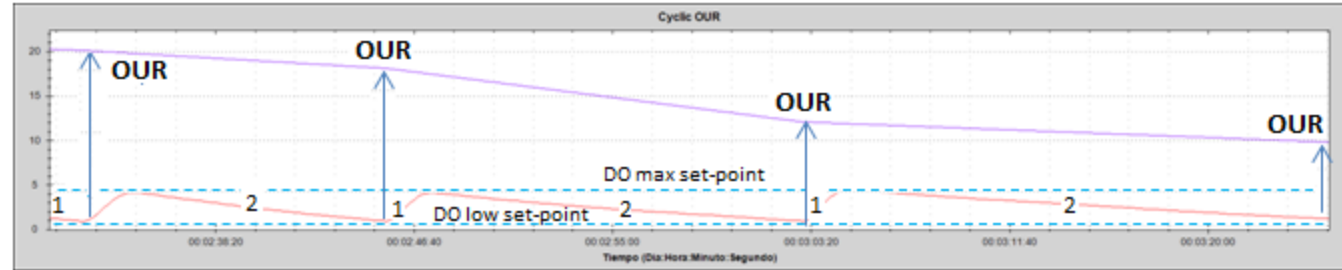 Cyclic OUR
20
OUR
OUR
OUR
OUR
15
10
DO max set-point
5
1
2
1
DO low set-point
2
1
2
0
00:02:38:20
00:02:46:40
00:02:55:00
00:03:03:20
00:03:11:40
00:03:20:00
Tiempo (Dia:Hora:Minuto:Segundo)